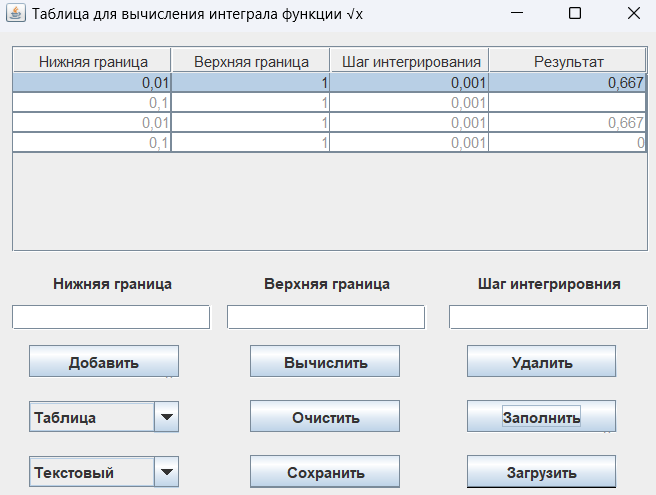 Таблица для вычисления интеграла функции √x
Нижняя граница Верхняя граница Шаг интегрирования Результат
0,01 1 0,001 0,667
0,1 1 0,001
0,01 1 0,001 0,667
0,1 1 0,001 0
Нижняя граница Верхняя граница Шаг интегрировния
Добавить Вычислить Удалить
Таблица Очистить Заполнить
Текстовый Сохранить Загрузить